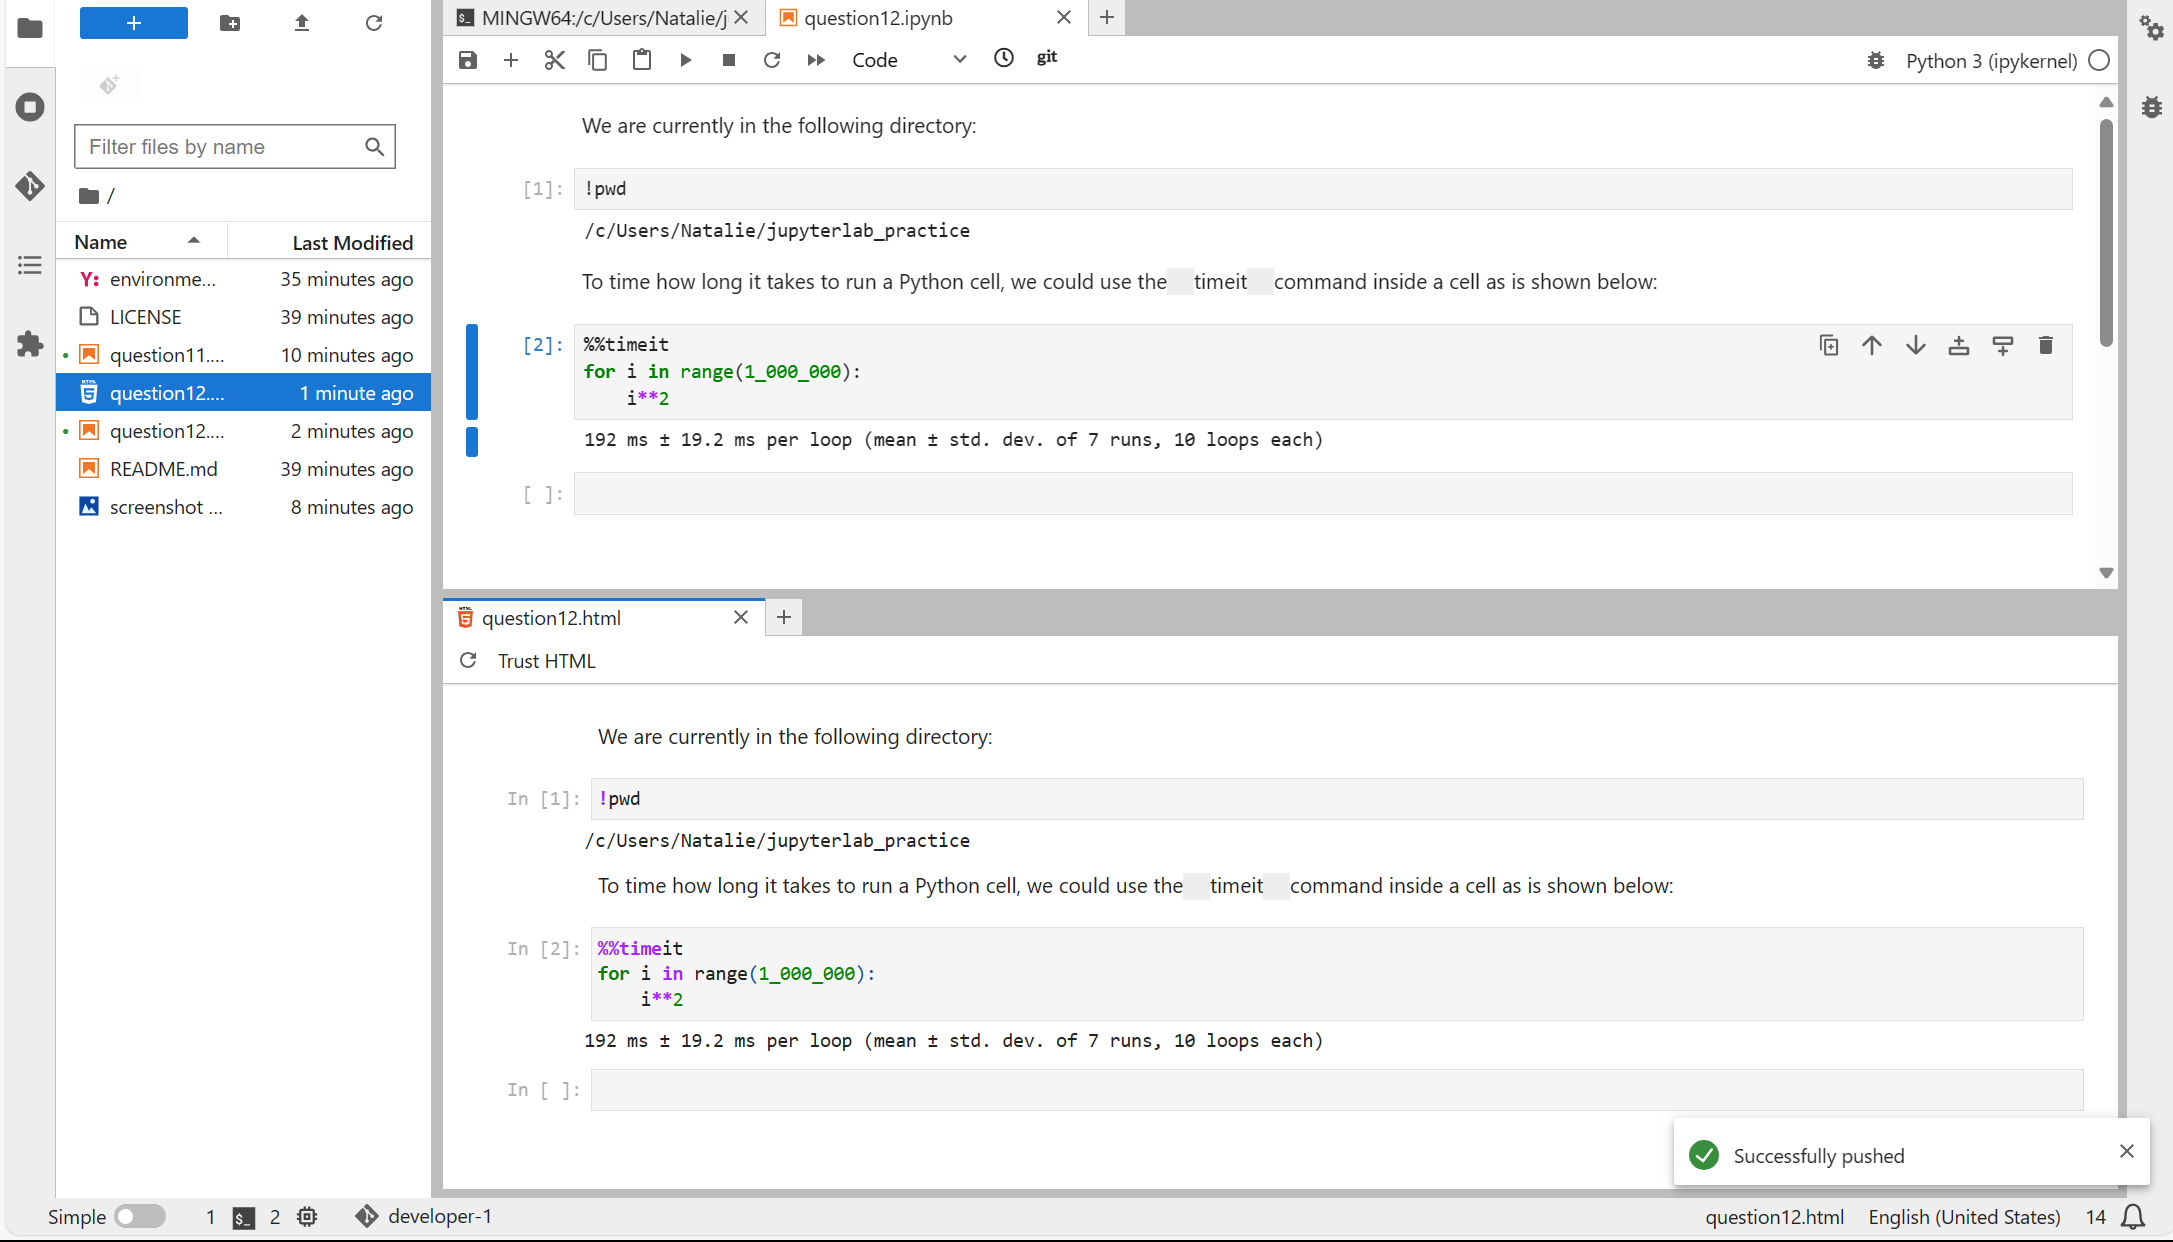 +
MINGW64:/c/Users/Natalie/j
question12.ipynb
Code
git
Python 3 (ipykernel)
Filter files by name
/
Name
Last Modified
Y: environme... 35 minutes ago
LICENSE 39 minutes ago
question11.... 10 minutes ago
question12.... 1 minute ago
question12.... 2 minutes ago
README.md 39 minutes ago
screenshot ... 8 minutes ago
We are currently in the following directory:
[1]: !pwd
/c/Users/Natalie/jupyterlab_practice
To time how long it takes to run a Python cell, we could use the timeit command inside a cell as is shown below:
[2]: %%timeit
for i in range(1_000_000):
    i**2
192 ms ± 19.2 ms per loop (mean ± std. dev. of 7 runs, 10 loops each)
[ ]:
question12.html
Trust HTML
We are currently in the following directory:
In [1]: !pwd
/c/Users/Natalie/jupyterlab_practice
To time how long it takes to run a Python cell, we could use the timeit command inside a cell as is shown below:
In [2]: %%timeit
for i in range(1_000_000):
    i**2
192 ms ± 19.2 ms per loop (mean ± std. dev. of 7 runs, 10 loops each)
In [ ]:
Successfully pushed
Simple 1 $_ 2 developer-1
question12.html English (United States) 14